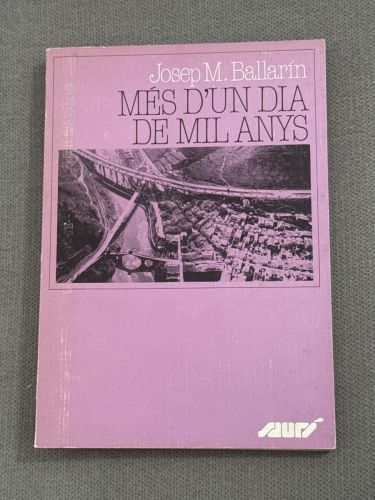 Josep M. Ballarín
MÉS D'UN DIA
DE MIL ANYS
saurí